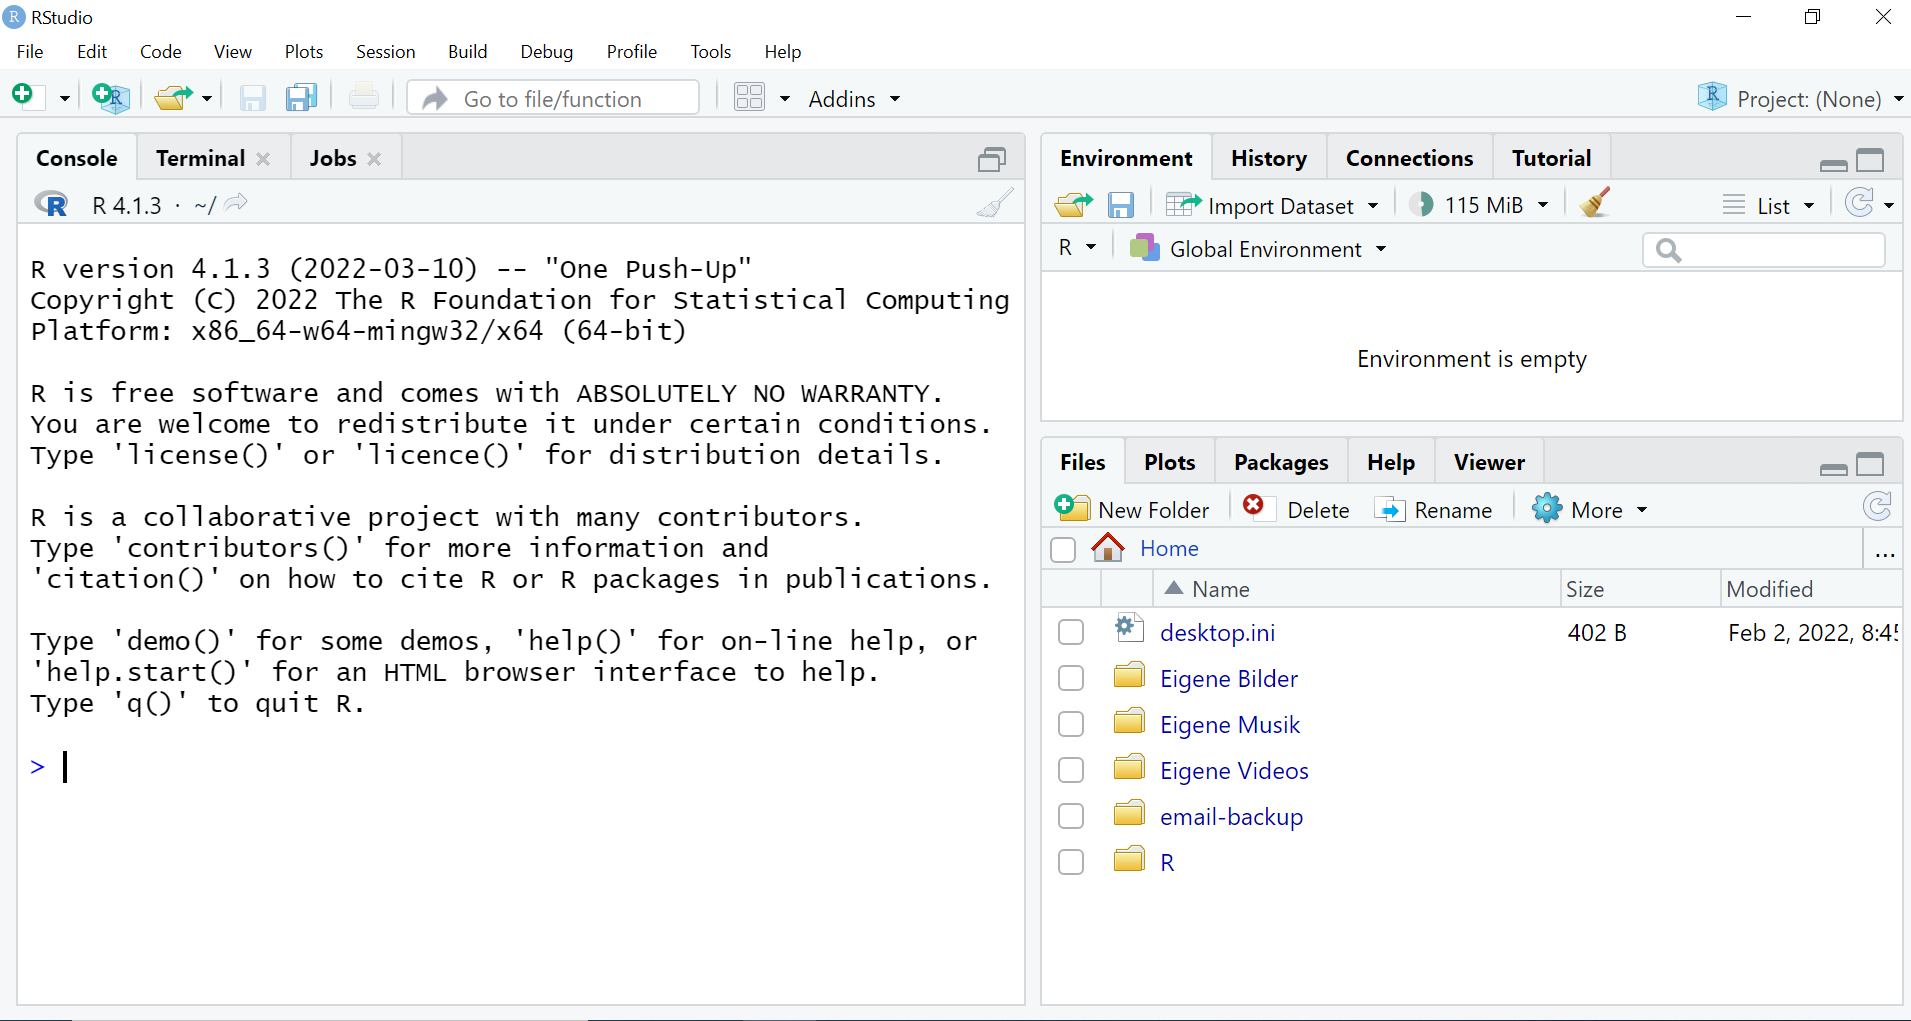 RStudio
File Edit Code View Plots Session Build Debug Profile Tools Help
Go to file/function Addins Project: (None)
Console Terminal Jobs
R 4.1.3 · ~/
R version 4.1.3 (2022-03-10) -- "One Push-Up"
Copyright (C) 2022 The R Foundation for Statistical Computing
Platform: x86_64-w64-mingw32/x64 (64-bit)
R is free software and comes with ABSOLUTELY NO WARRANTY.
You are welcome to redistribute it under certain conditions.
Type 'license()' or 'licence()' for distribution details.
R is a collaborative project with many contributors.
Type 'contributors()' for more information and
'citation()' on how to cite R or R packages in publications.
Type 'demo()' for some demos, 'help()' for on-line help, or
'help.start()' for an HTML browser interface to help.
Type 'q()' to quit R.
>
Environment History Connections Tutorial
Import Dataset 115 MiB List
R Global Environment
Environment is empty
Files Plots Packages Help Viewer
New Folder Delete Rename More
Home ...
Name Size Modified
desktop.ini 402 B Feb 2, 2022,
Eigene Bilder
Eigene Musik
Eigene Videos
email-backup
R